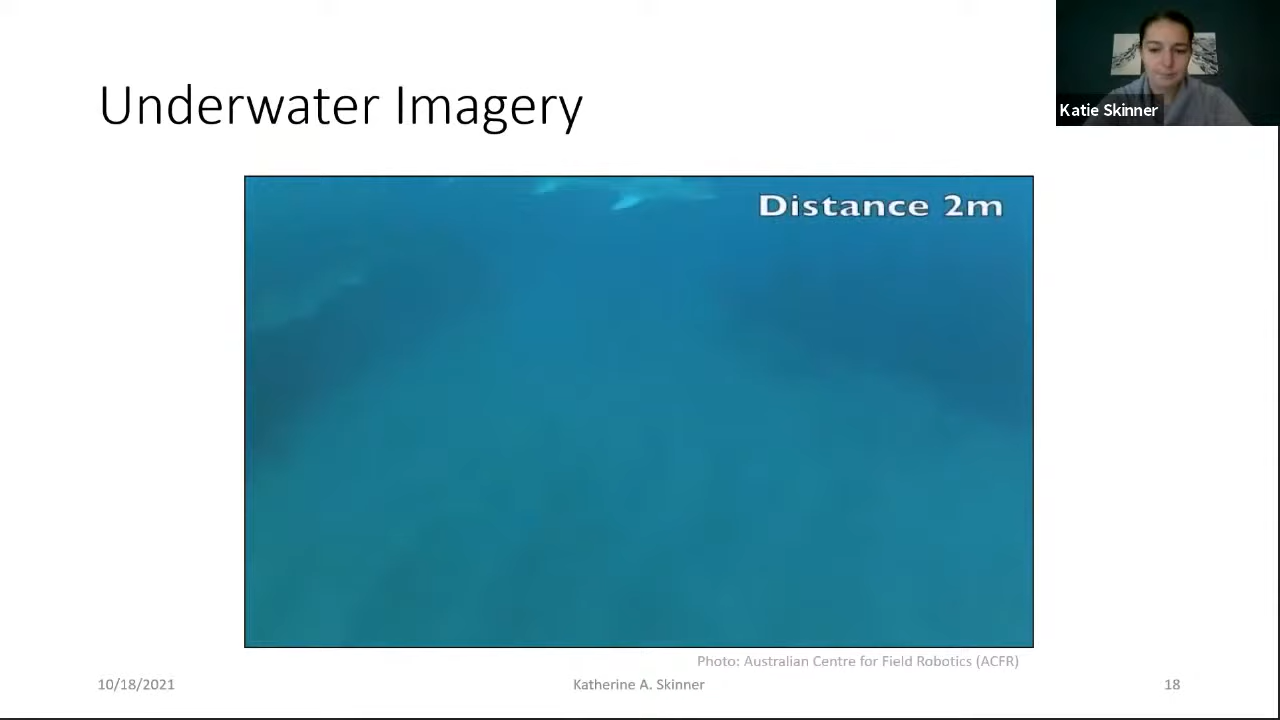 Underwater Imagery
Katie Skinner
Distance 2m
Photo: Australian Centre for Field Robotics (ACFR)
10/18/2021
Katherine A. Skinner
18